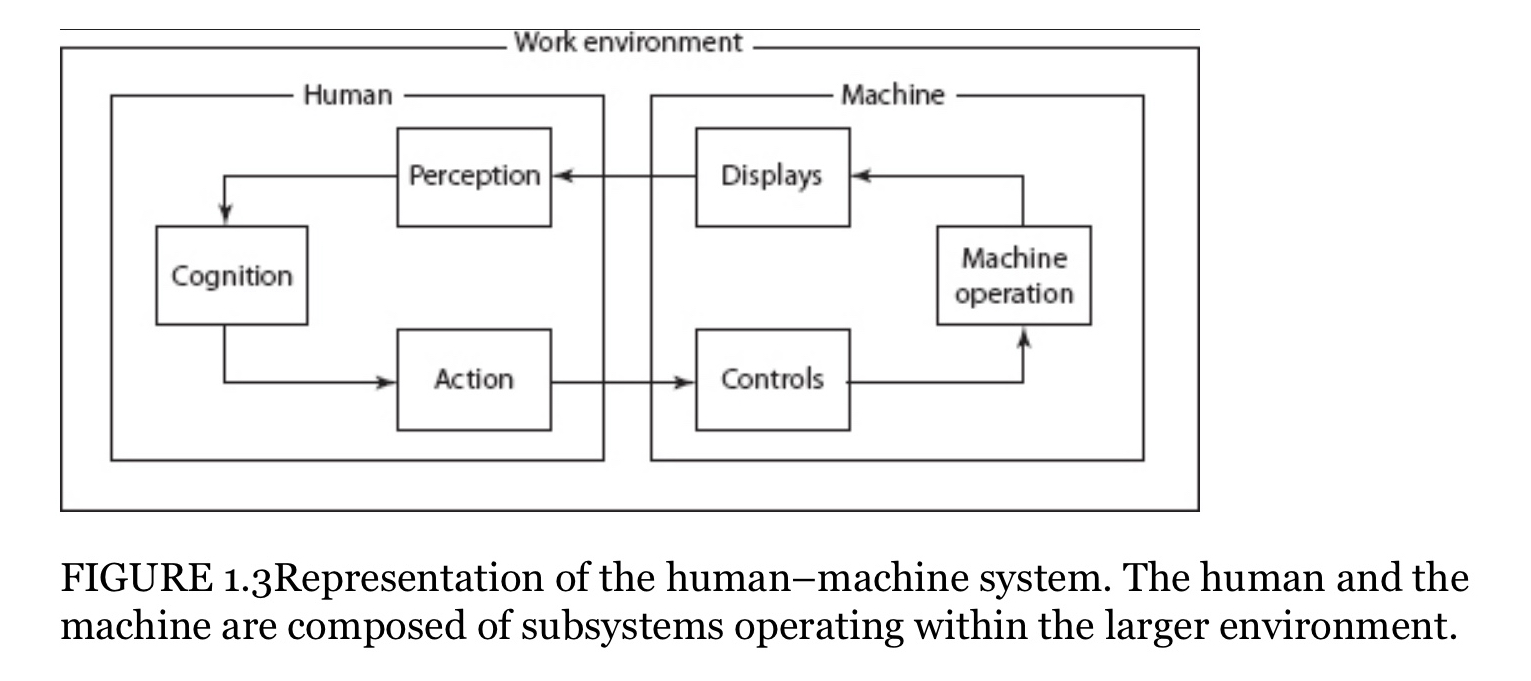 Work environment
Human
Machine
Perception
Displays
Cognition
Machine
operation
Action
Controls
FIGURE 1.3Representation of the human–machine system. The human and the
machine are composed of subsystems operating within the larger environment.